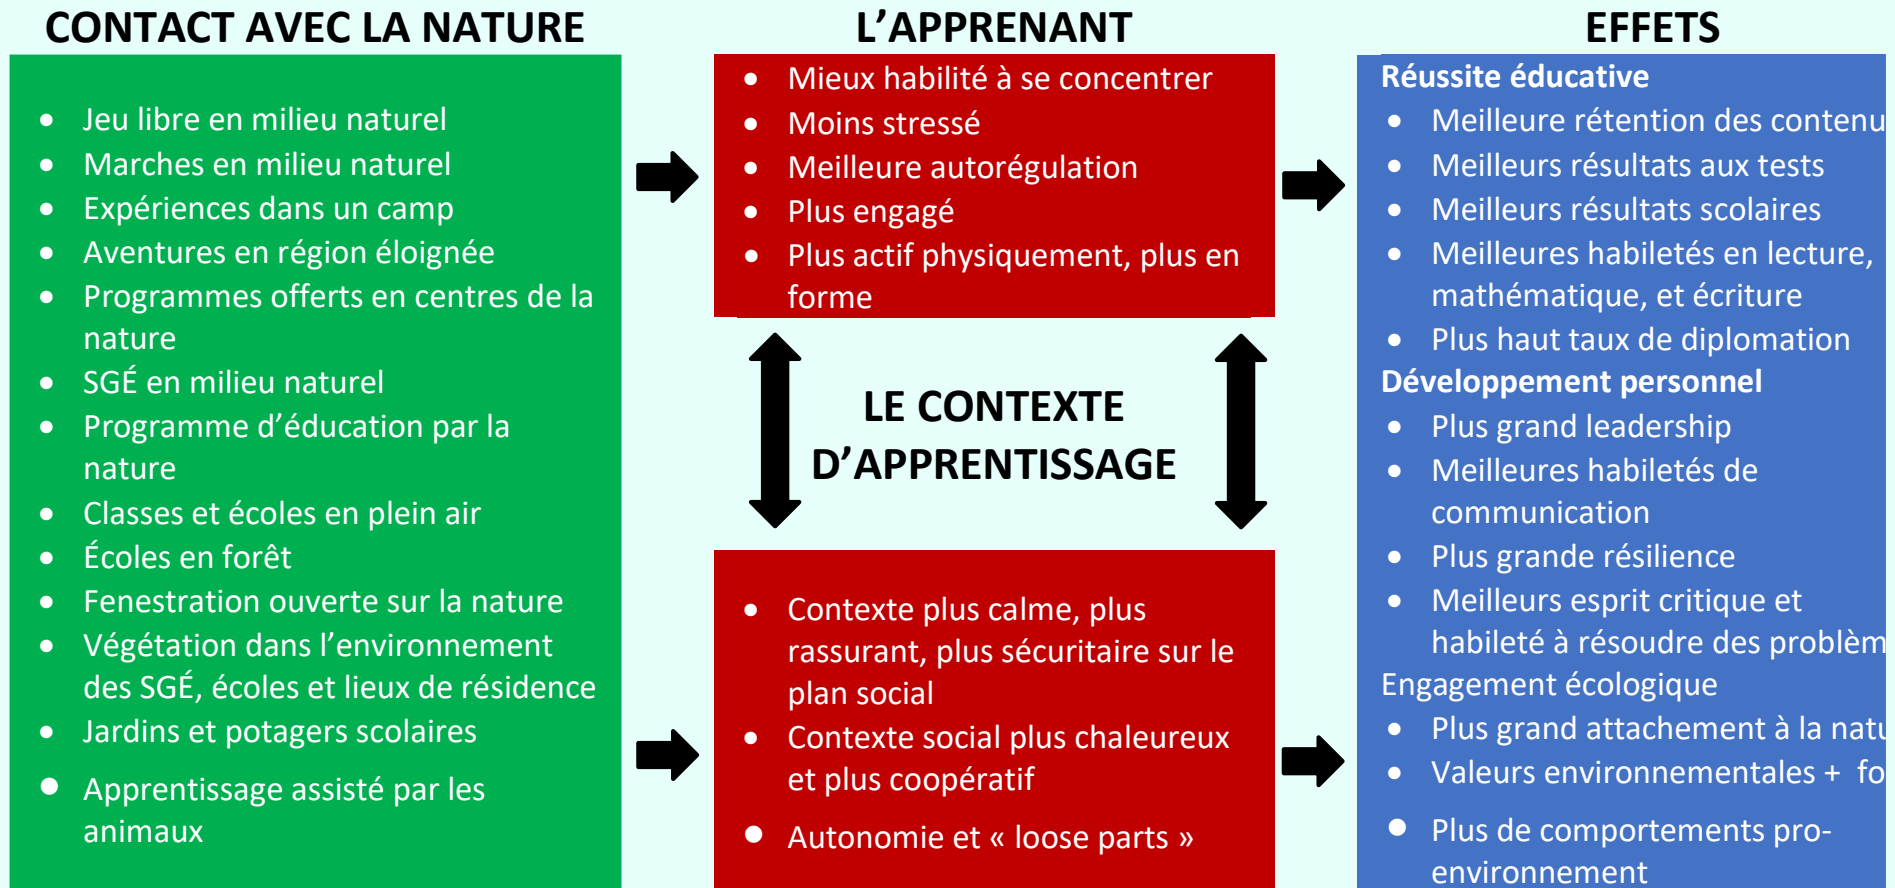 CONTACT AVEC LA NATURE
• Jeu libre en milieu naturel
• Marches en milieu naturel
• Expériences dans un camp
• Aventures en région éloignée
• Programmes offerts en centres de la
nature
• SGÉ en milieu naturel
• Programme d’éducation par la
nature
• Classes et écoles en plein air
• Écoles en forêt
• Fenestration ouverte sur la nature
• Végétation dans l’environnement
des SGÉ, écoles et lieux de résidence
• Jardins et potagers scolaires
• Apprentissage assisté par les
animaux
L’APPRENANT
• Mieux habilité à se concentrer
• Moins stressé
• Meilleure autorégulation
• Plus engagé
• Plus actif physiquement, plus en
forme
LE CONTEXTE
D’APPRENTISSAGE
• Contexte plus calme, plus
rassurant, plus sécuritaire sur le
plan social
• Contexte social plus chaleureux
et plus coopératif
• Autonomie et « loose parts »
EFFETS
Réussite éducative
• Meilleure rétention des contenu
• Meilleurs résultats aux tests
• Meilleurs résultats scolaires
• Meilleures habiletés en lecture,
mathématique, et écriture
• Plus haut taux de diplomation
Développement personnel
• Plus grand leadership
• Meilleures habiletés de
communication
• Plus grande résilience
• Meilleurs esprit critique et
habileté à résoudre des problèm
Engagement écologique
• Plus grand attachement à la natu
• Valeurs environnementales + fo
• Plus de comportements pro-
environnement